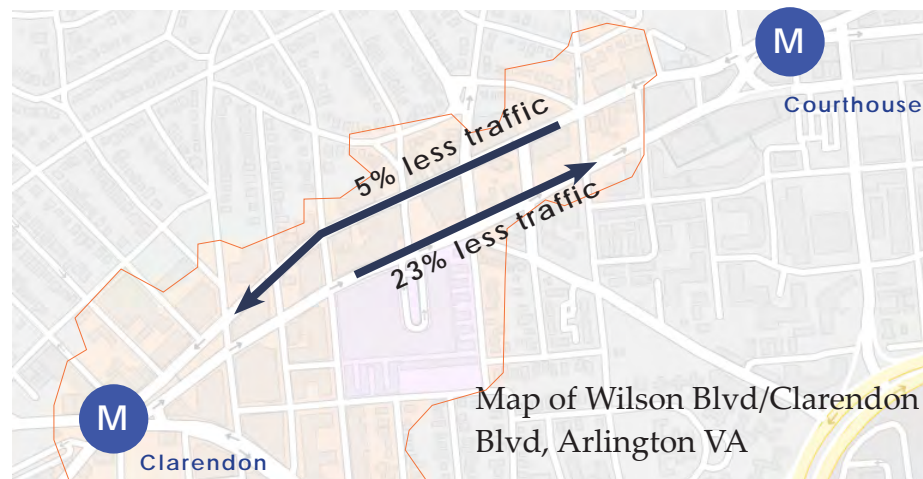 M
Courthouse
5% less traffic
23% less traffic
M
Clarendon
Map of Wilson Blvd/Clarendon
Blvd, Arlington VA